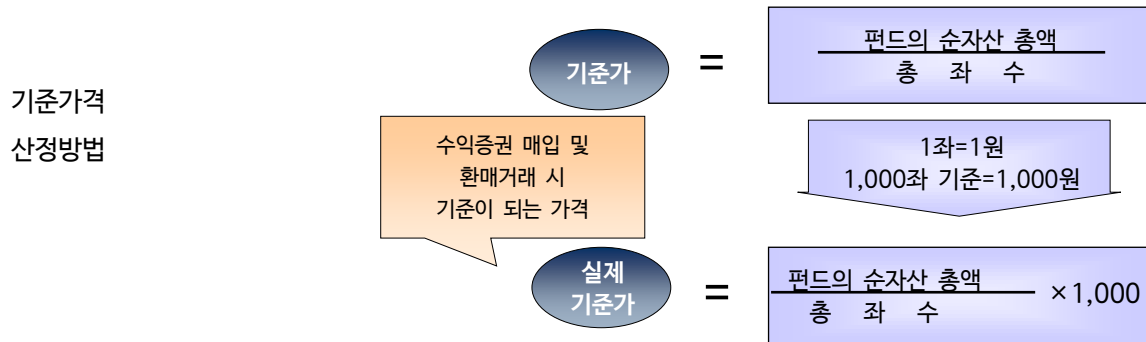 기준가격
산정방법
기준가
=
펀드의 순자산 총액
총 좌 수
수익증권 매입 및
환매거래 시
기준이 되는 가격
1좌=1원
1,000좌 기준=1,000원
실제
기준가
=
펀드의 순자산 총액
총 좌 수
×1,000